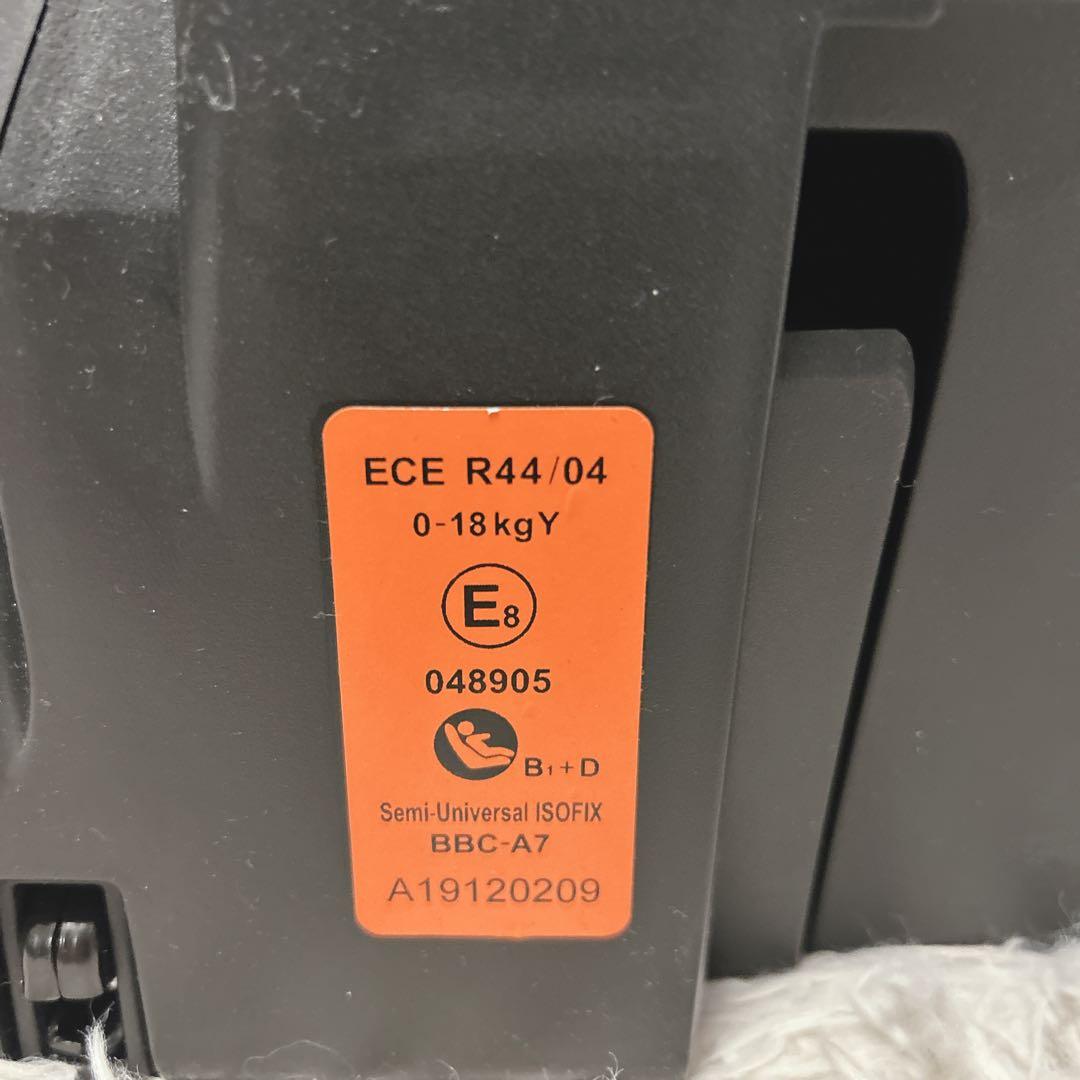 ECE R44/04
0-18kgY
E8
048905
B1+D
Semi-Universal ISOFIX
BBC-A7
A19120209